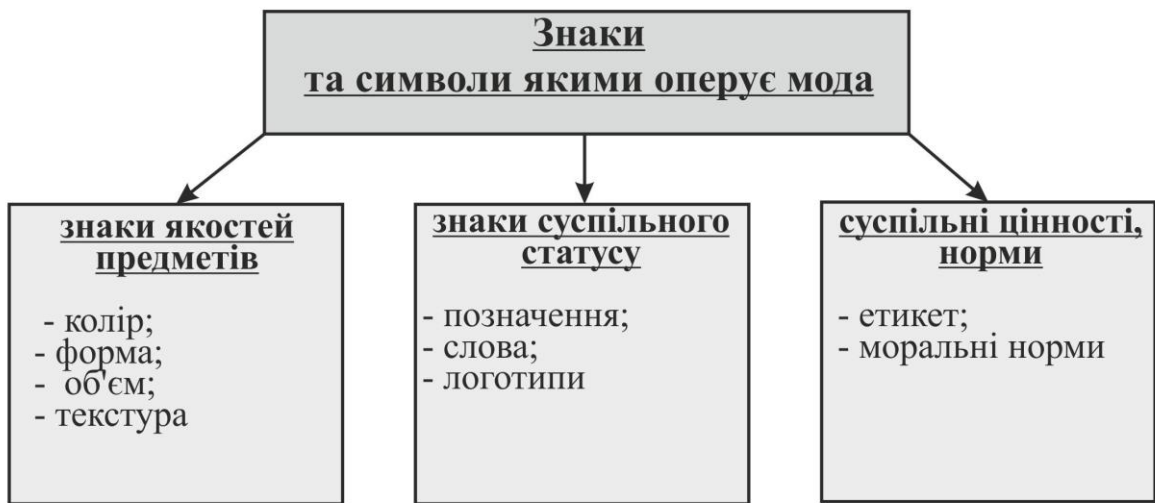 Знаки
та символи якими оперує мода
знаки якостей
предметів
- колір;
- форма;
- об'єм;
- текстура
знаки суспільного
статусу
- позначення;
- слова;
- логотипи
суспільні цінності,
норми
- етикет;
- моральні норми